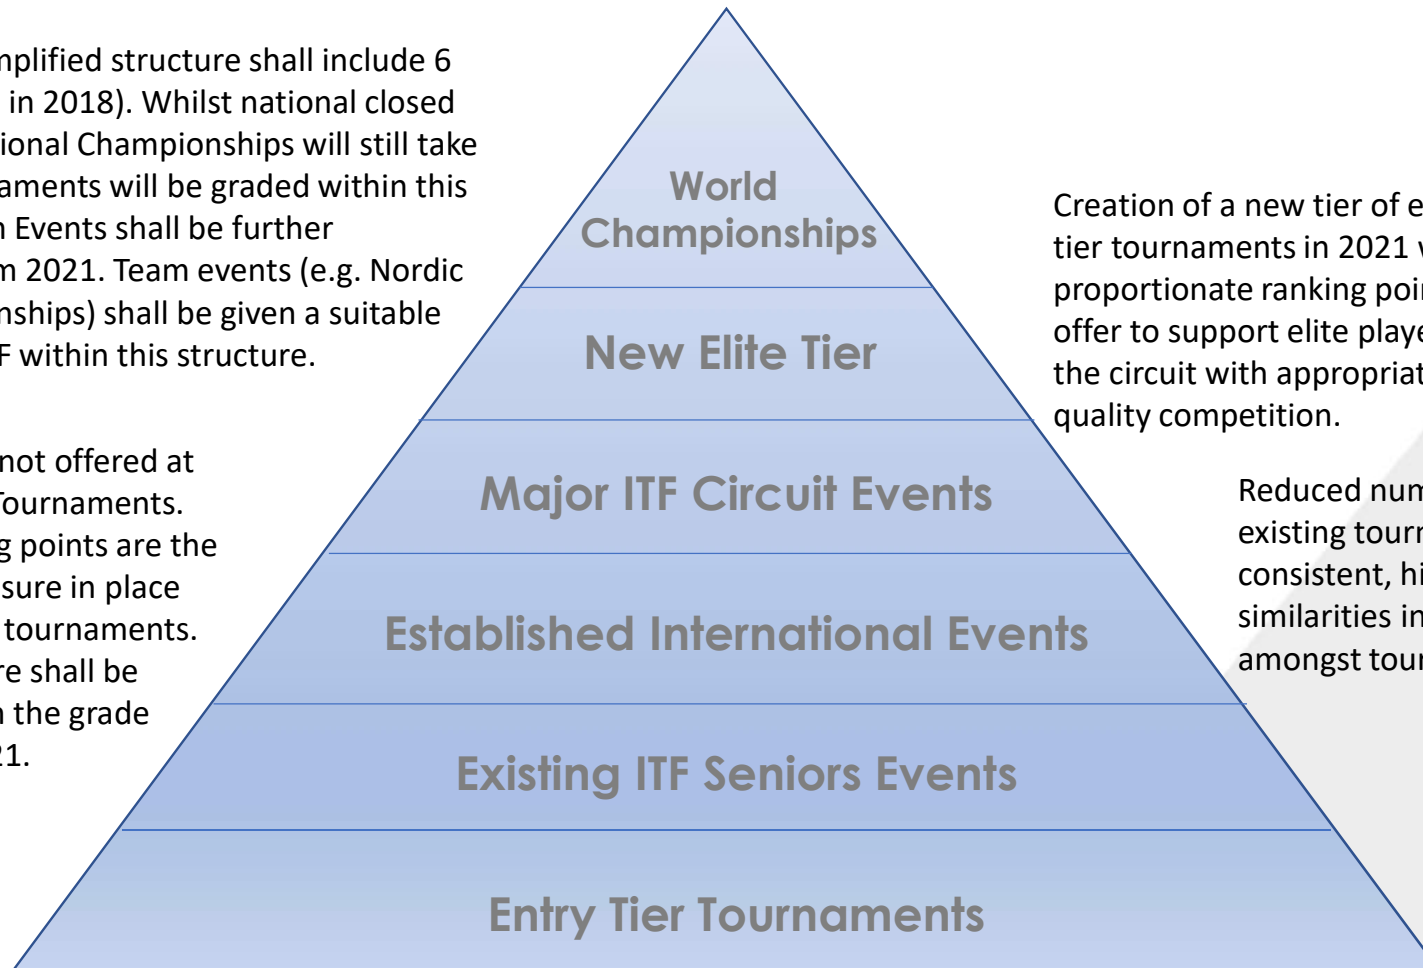 mplified structure shall include 6
in 2018). Whilst national closed
ional Championships will still take
aments will be graded within this
n Events shall be further
m 2021. Team events (e.g. Nordic
nships) shall be given a suitable
F within this structure.
not offered at
Tournaments.
g points are the
sure in place
tournaments.
re shall be
n the grade
21.
World
Championships
New Elite Tier
Major ITF Circuit Events
Established International Events
Existing ITF Seniors Events
Entry Tier Tournaments
Creation of a new tier of e
tier tournaments in 2021 w
proportionate ranking poin
offer to support elite playe
the circuit with appropriat
quality competition.
Reduced num
existing tourn
consistent, hi
similarities in
amongst tour